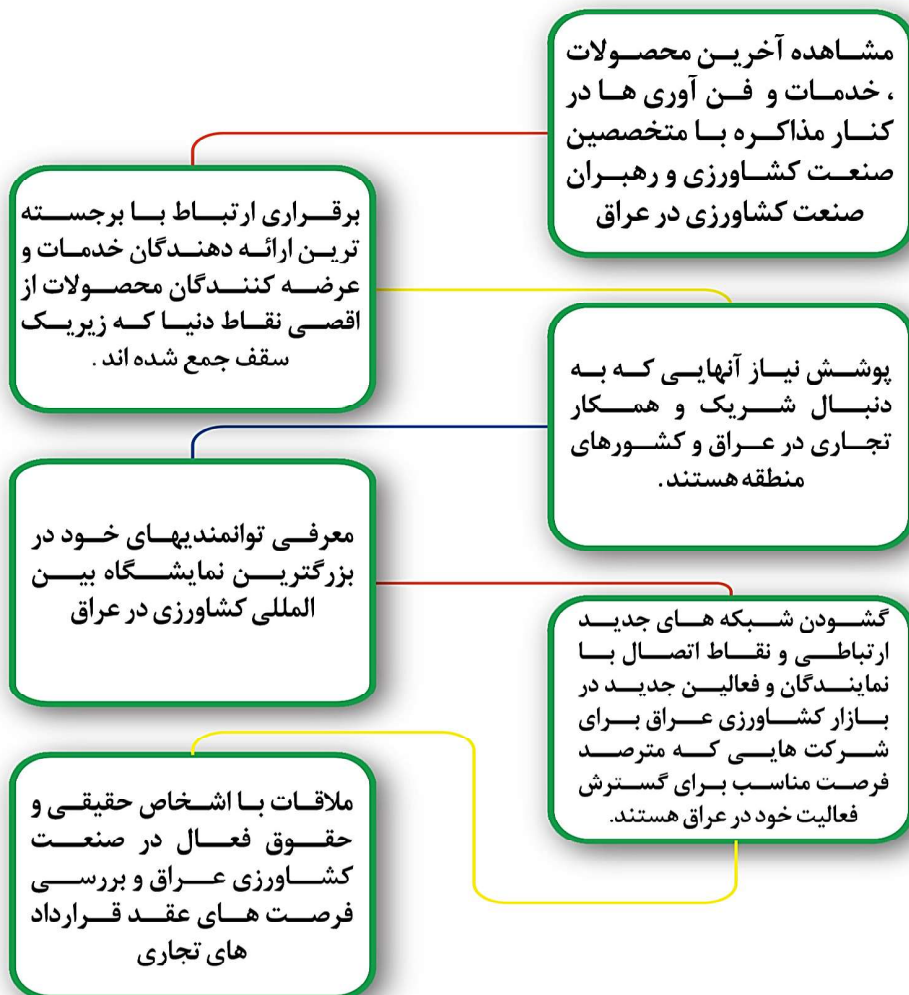 مشاهده آخرین محصولات
، خدمات و فن آوری ها در
کنار مذاکره با متخصصین
صنعت کشاورزی و رهبران
صنعت کشاورزی در عراق
برقراری ارتباط با برجسته
ترین ارائه دهندگان خدمات و
عرضه کنندگان محصولات از
اقصی نقاط دنیا که زیریک
سقف جمع شده اند .
پوشش نیاز آنهایی که به
دنبال شریک و همکار
تجاری در عراق و کشورهای
منطقه هستند.
معرفی توانمندیهای خود در
بزرگترین نمایشگاه بین
المللی کشاورزی در عراق
گشودن شبکه های جدید
ارتباطی و نقاط اتصال با
نمایندگان و فعالین جدید در
بازار کشاورزی عراق برای
شرکت هایی که مترصد
فرصت مناسب برای گسترش
فعالیت خود در عراق هستند.
ملاقات با اشخاص حقیقی و
حقوق فعال در صنعت
کشاورزی عراق و بررسی
فرصت های عقد قرارداد
های تجاری